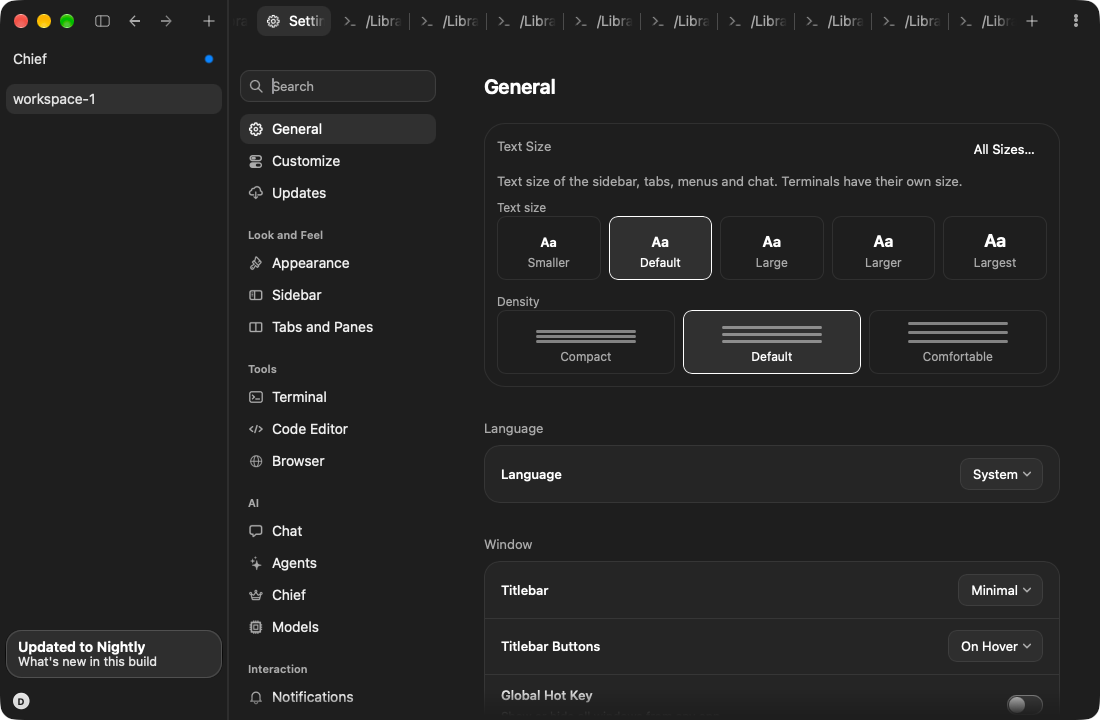 Settin
/Libra
/Libra
/Libra
/Libra
/Libra
/Libra
/Libra
/Libra
/Libr
Chief
workspace-1
Updated to Nightly
What's new in this build
D
Search
General
Customize
Updates
Look and Feel
Appearance
Sidebar
Tabs and Panes
Tools
Terminal
Code Editor
Browser
AI
Chat
Agents
Chief
Models
Interaction
Notifications
General
Text Size
All Sizes...
Text size of the sidebar, tabs, menus and chat. Terminals have their own size.
Text size
Aa Aa Aa Aa Aa
Smaller Default Large Larger Largest
Density
Compact Default Comfortable
Language
Language System
Window
Titlebar Minimal
Titlebar Buttons On Hover
Global Hot Key